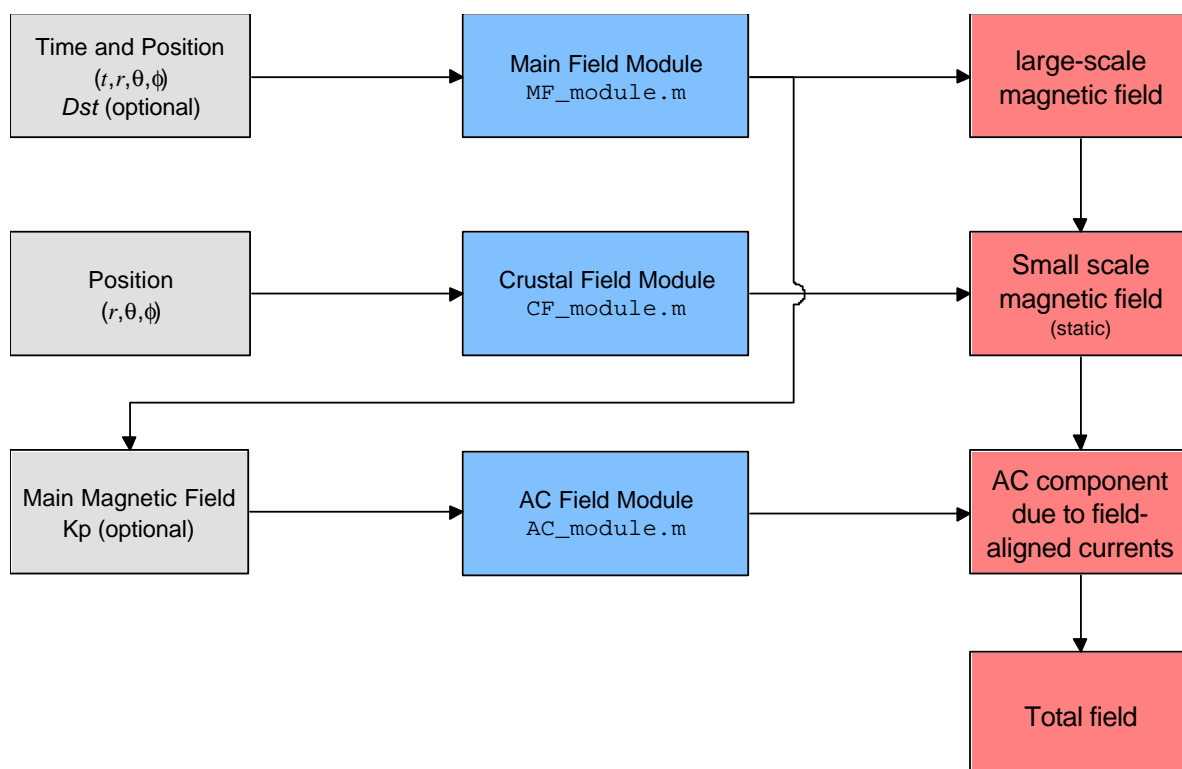 Time and Position
(t,r,θ,ϕ)
Dst (optional)
Main Field Module
MF_module.m
large-scale
magnetic field
Position
(r,θ,ϕ)
Crustal Field Module
CF_module.m
Small scale
magnetic field
(static)
Main Magnetic Field
Kp (optional)
AC Field Module
AC_module.m
AC component
due to field-
aligned currents
Total field